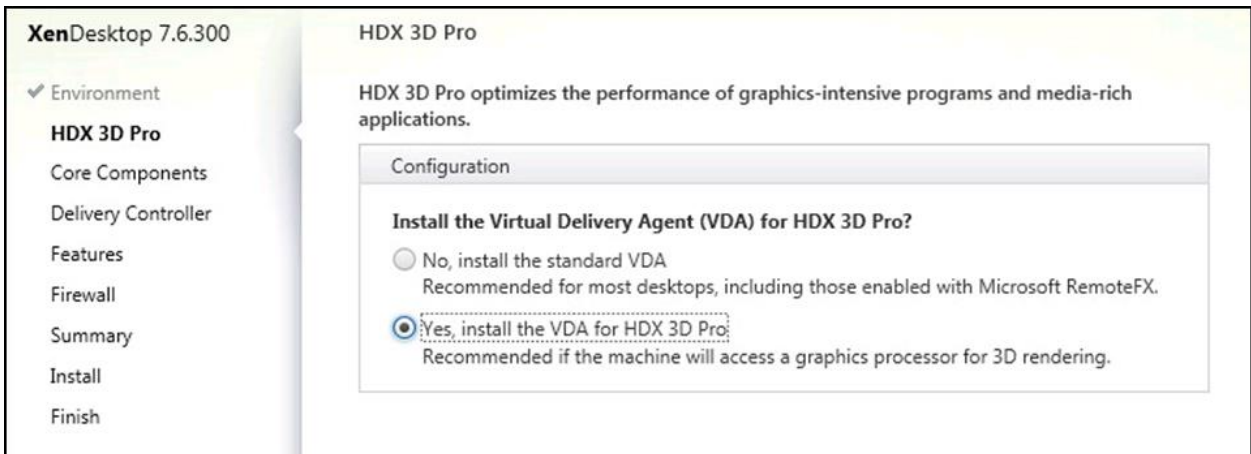 XenDesktop 7.6.300
Environment
HDX 3D Pro
Core Components
Delivery Controller
Features
Firewall
Summary
Install
Finish
HDX 3D Pro
HDX 3D Pro optimizes the performance of graphics-intensive programs and media-rich
applications.
Configuration
Install the Virtual Delivery Agent (VDA) for HDX 3D Pro?
No, install the standard VDA
Recommended for most desktops, including those enabled with Microsoft RemoteFX.
Yes, install the VDA for HDX 3D Pro
Recommended if the machine will access a graphics processor for 3D rendering.